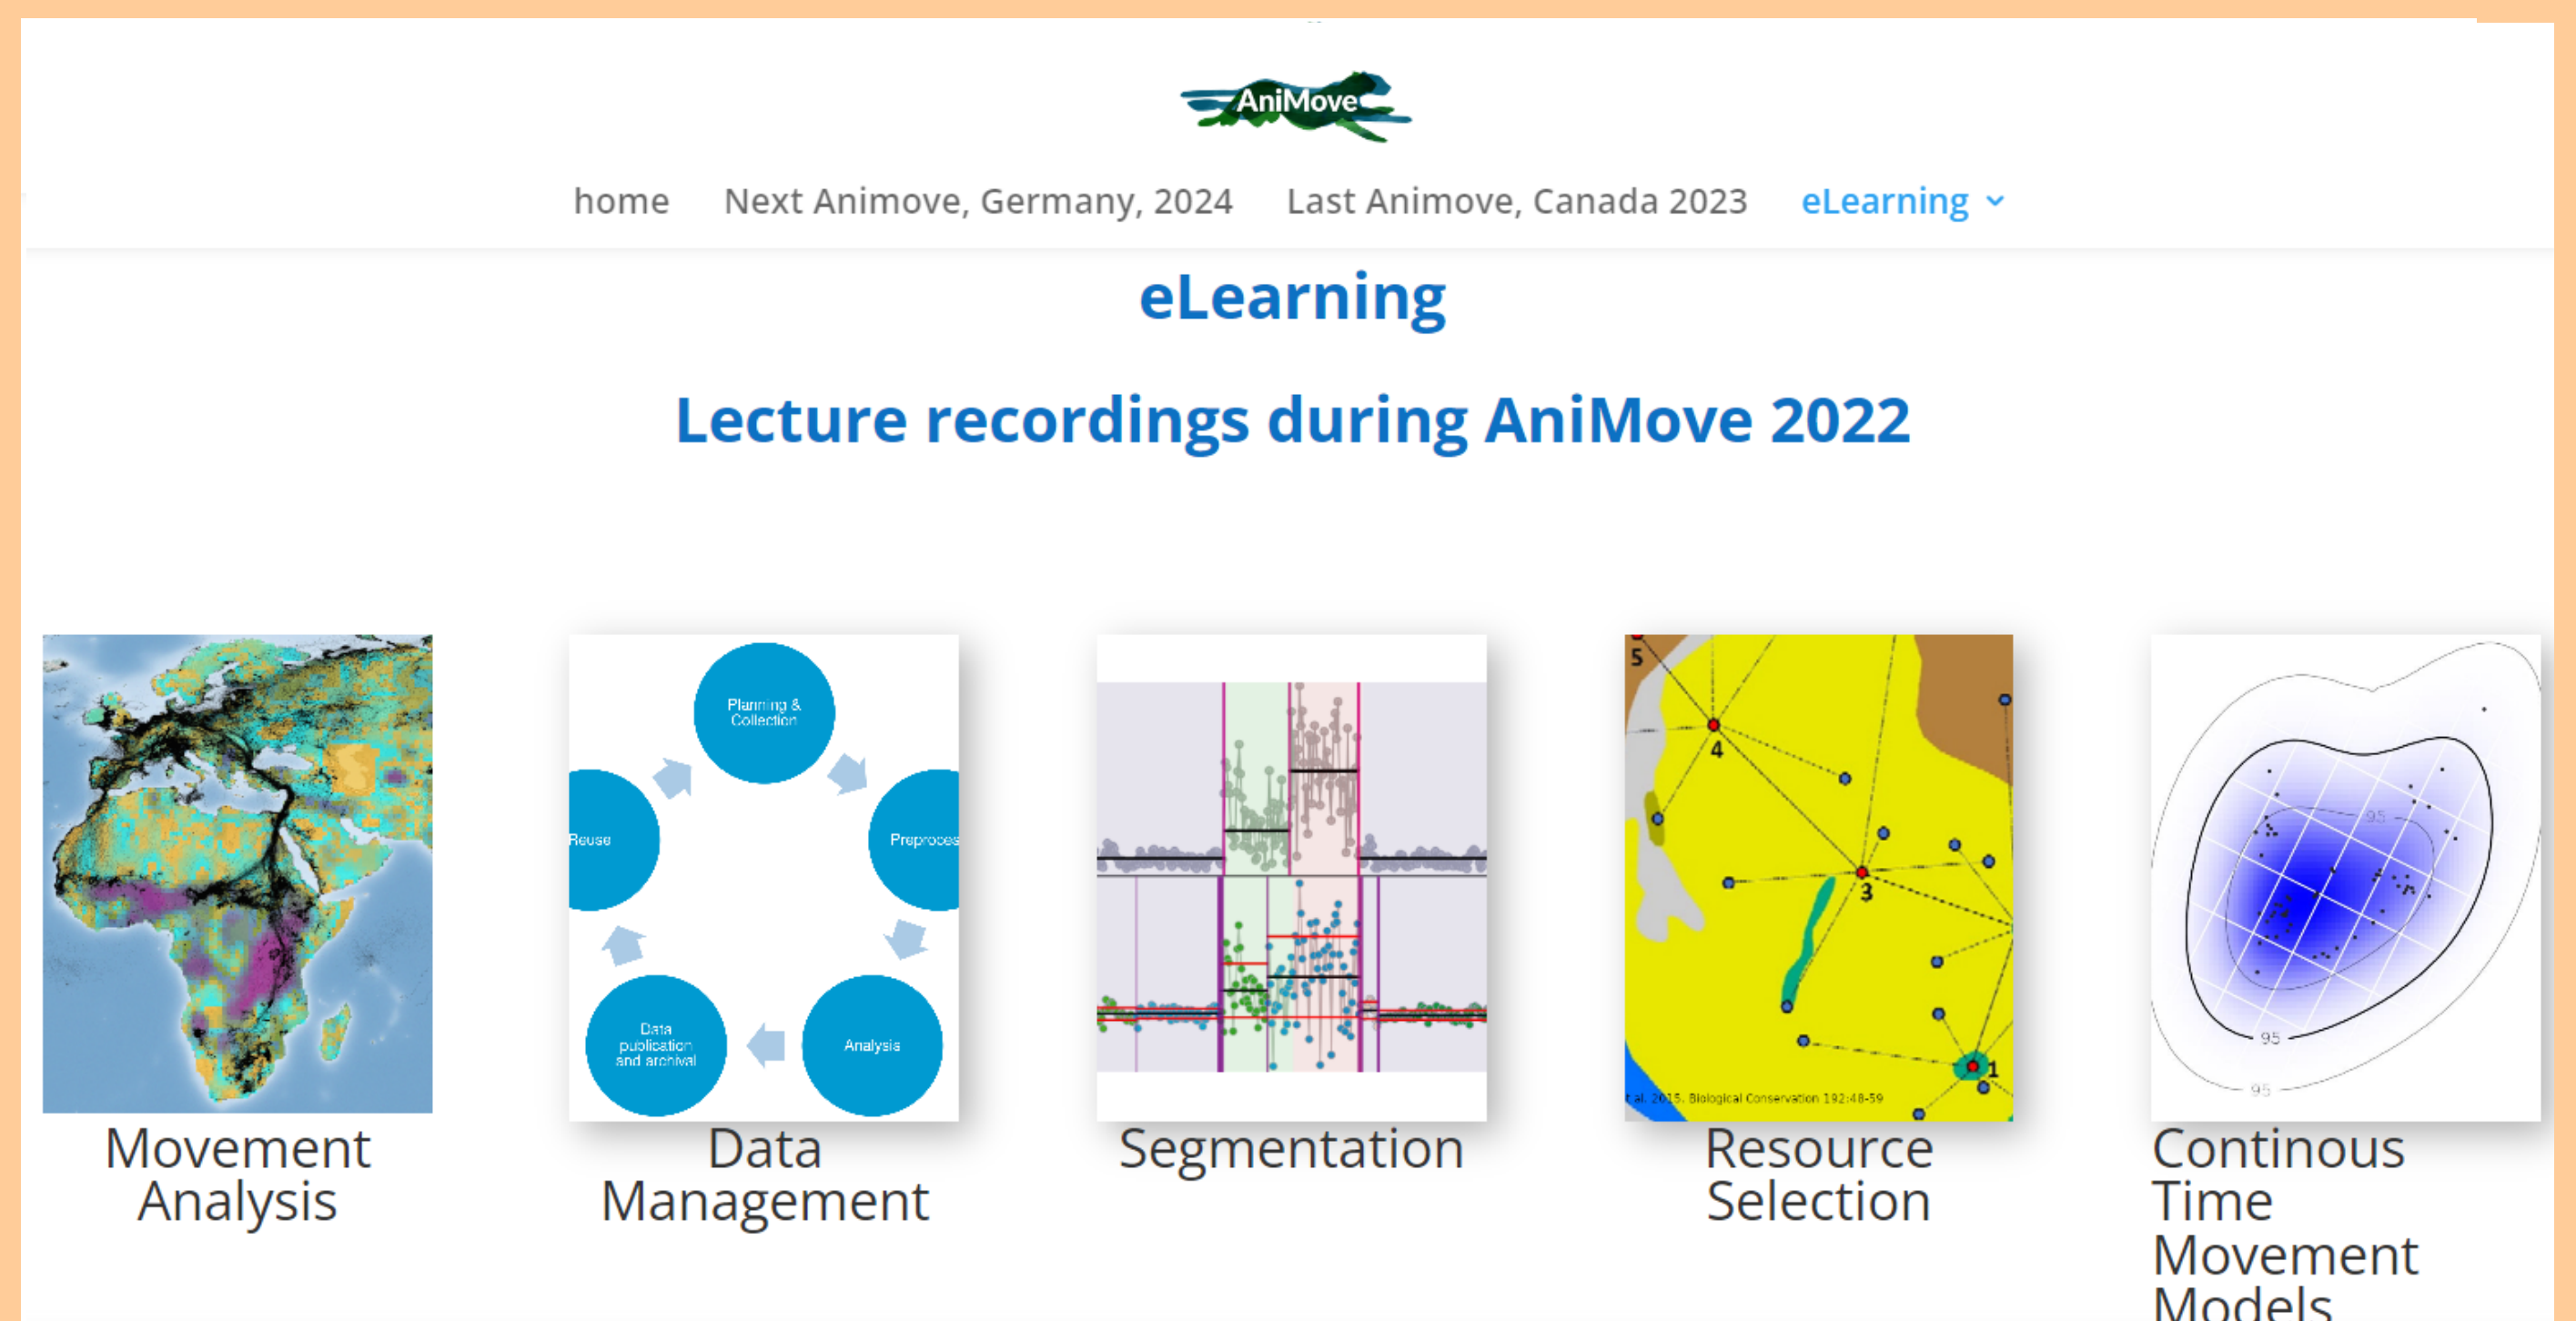 AniMove
home Next Animove, Germany, 2024 Last Animove, Canada 2023 eLearning
eLearning
Lecture recordings during AniMove 2022
Planning &
Collection
Reuse
Preproces
Data
publication
and archival
Analysis
5
4
3
1
t al. 2015. Biological Conservation 192:48-59
95
95
95
Movement
Analysis
Data
Management
Segmentation
Resource
Selection
Continous
Time
Movement
Models